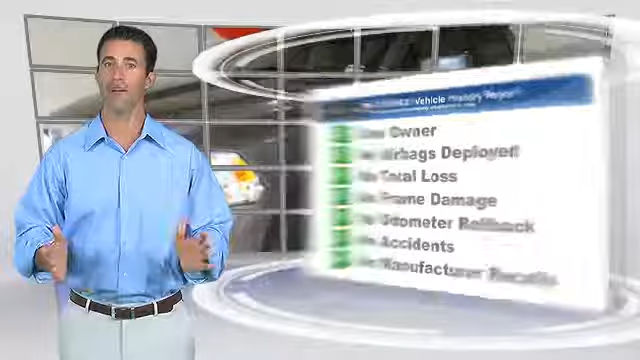 Vehicle History Report
Owner
Airbags Deployed
Total Loss
Frame Damage
Odometer Rollback
Accidents
Manufacturer Recalls